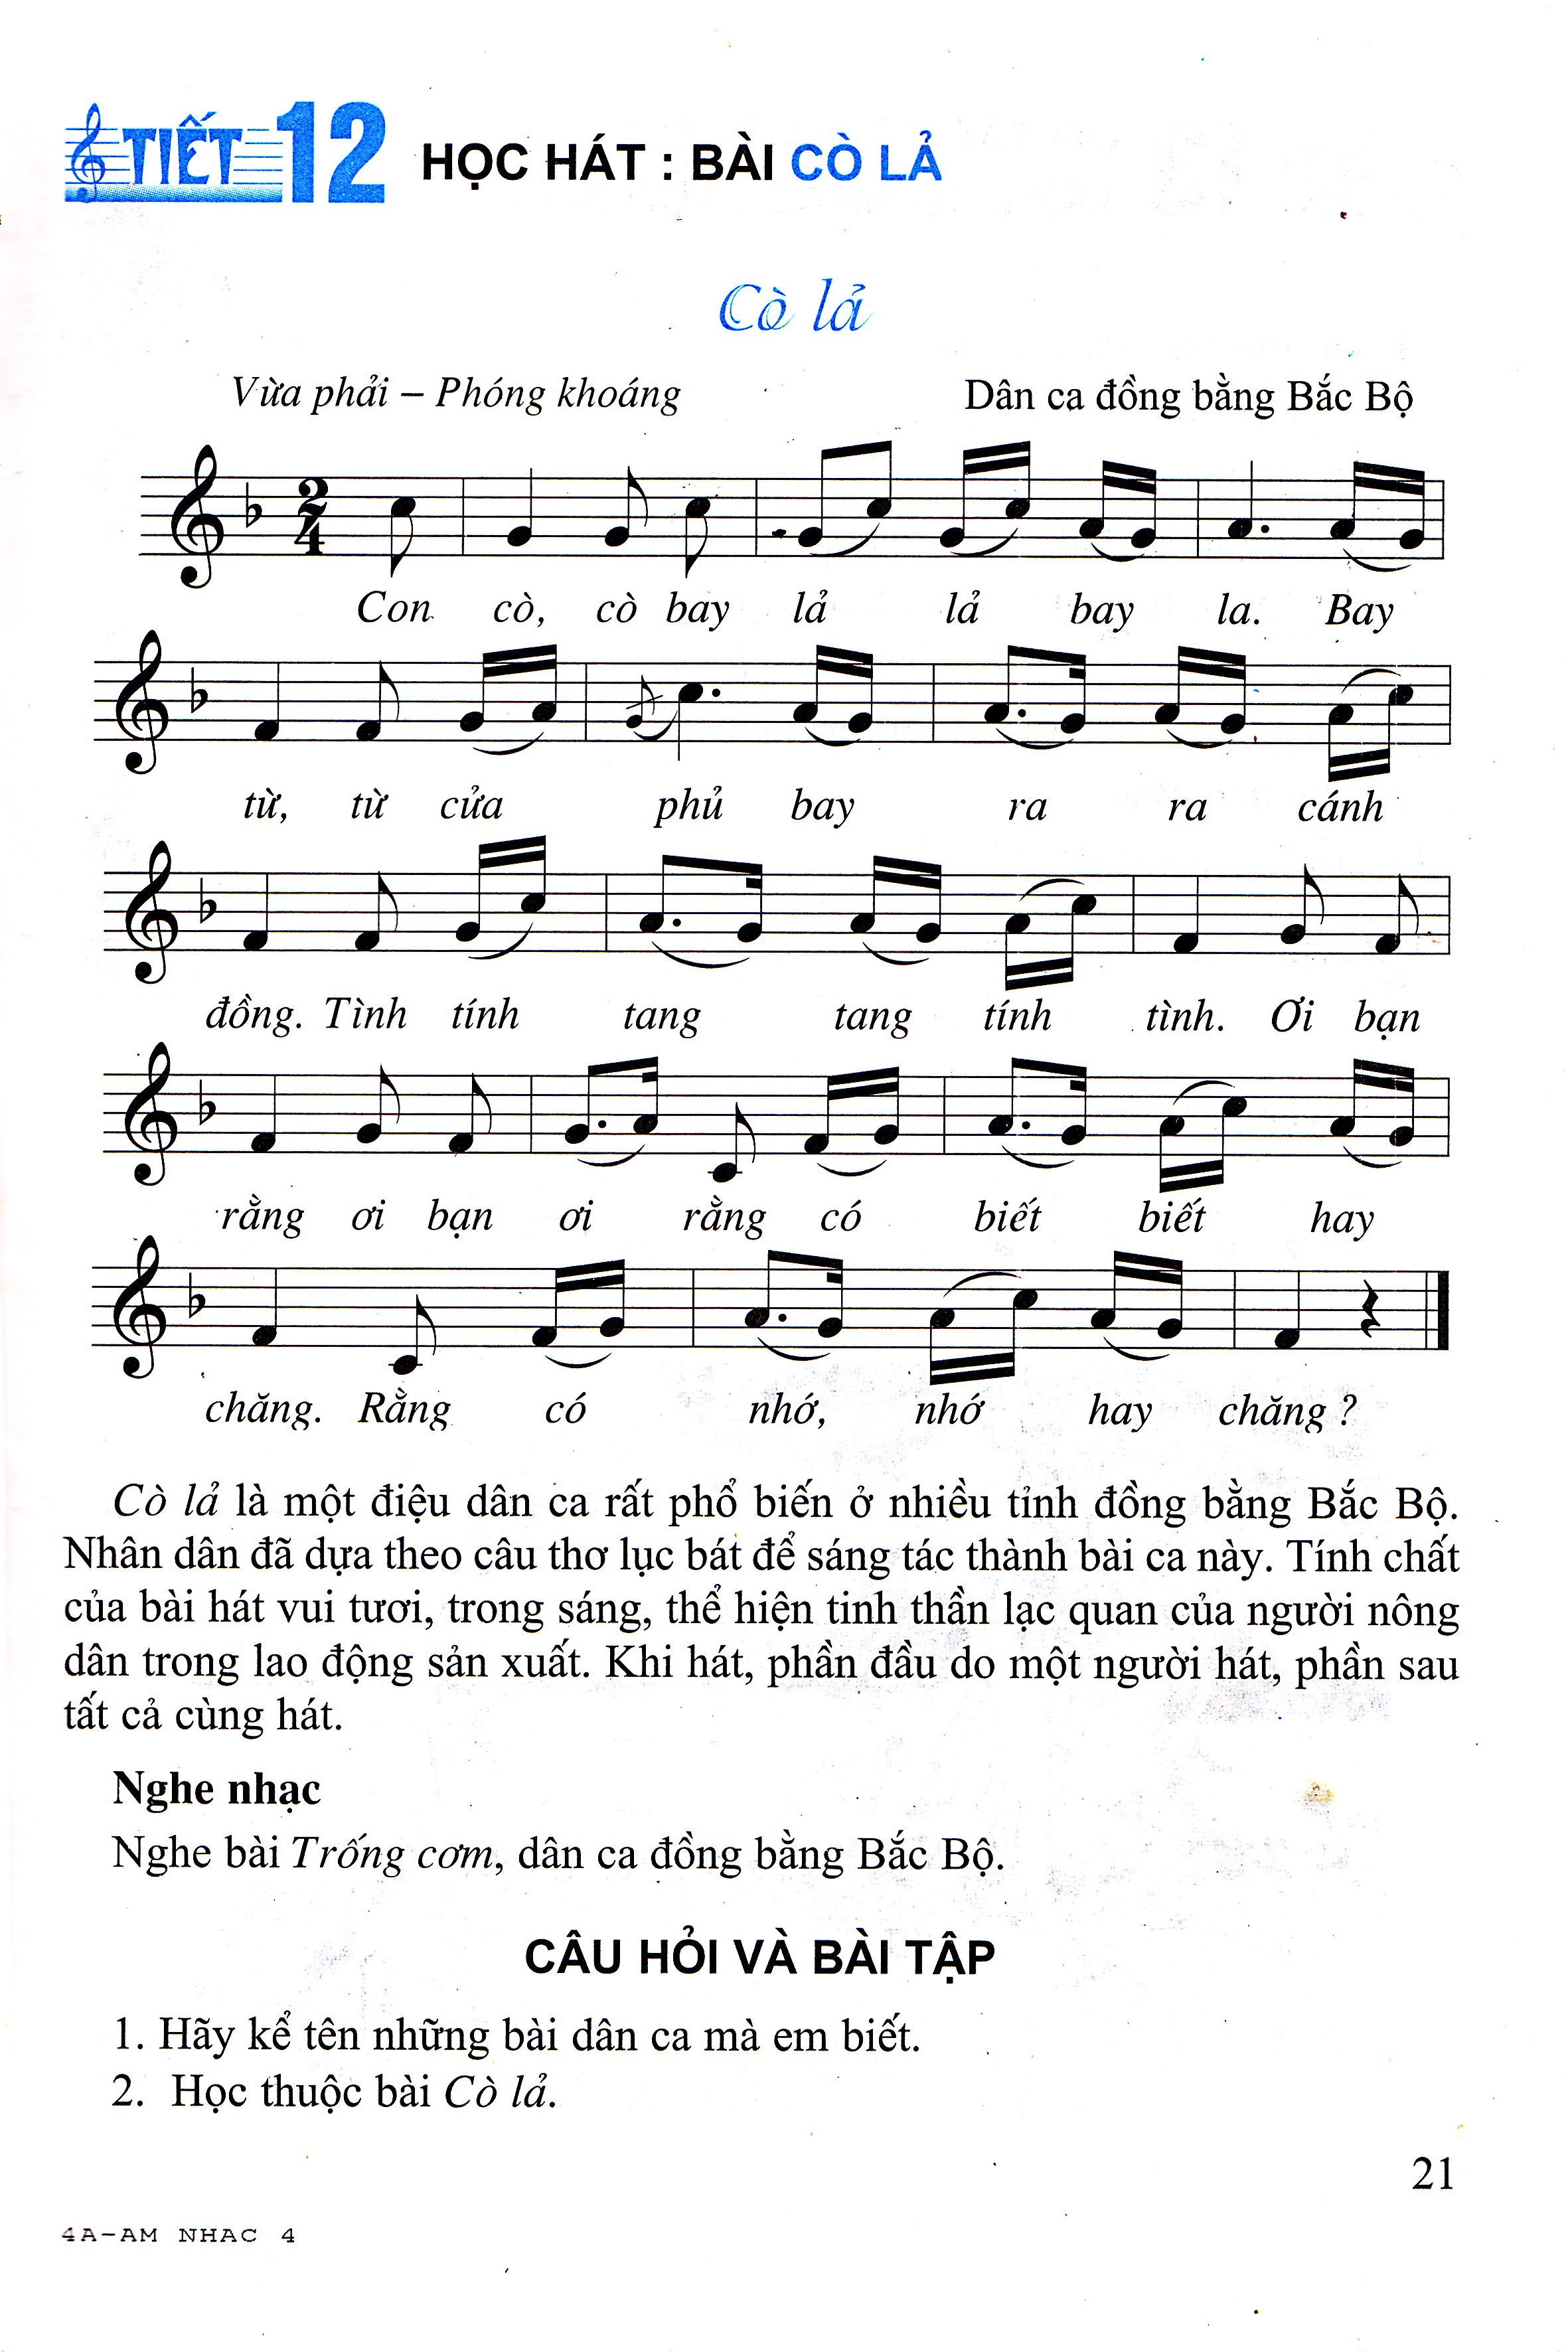 TIẾT 12 HỌC HÁT : BÀI CÒ LẢ
Cò lả
Vừa phải – Phóng khoáng Dân ca đồng bằng Bắc Bộ
2
4
Con cò, cò bay lả lả bay la. Bay
từ, từ cửa phủ bay ra ra cánh
đồng. Tình tính tang tang tính tình. Ơi bạn
rằng ơi bạn ơi rằng có biết biết hay
chăng. Rằng có nhớ, nhớ hay chăng ?
Cò lả là một điệu dân ca rất phổ biến ở nhiều tỉnh đồng bằng Bắc Bộ.
Nhân dân đã dựa theo câu thơ lục bát để sáng tác thành bài ca này. Tính chất
của bài hát vui tươi, trong sáng, thể hiện tinh thần lạc quan của người nông
dân trong lao động sản xuất. Khi hát, phần đầu do một người hát, phần sau
tất cả cùng hát.
Nghe nhạc
Nghe bài Trống cơm, dân ca đồng bằng Bắc Bộ.
CÂU HỎI VÀ BÀI TẬP
1. Hãy kể tên những bài dân ca mà em biết.
2. Học thuộc bài Cò lả.
21
4A-AM NHAC 4